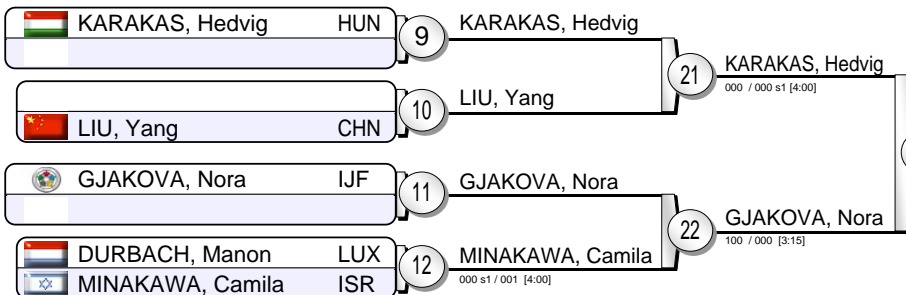 KARAKAS, Hedvig HUN
9
KARAKAS, Hedvig
LIU, Yang CHN
10
LIU, Yang
21
KARAKAS, Hedvig
000 / 000 s1 [4:00]
GJAKOVA, Nora IJF
11
GJAKOVA, Nora
DURBACH, Manon LUX
MINAKAWA, Camila ISR
12
MINAKAWA, Camila
000 s1 / 001 [4:00]
22
GJAKOVA, Nora
100 / 000 [3:15]